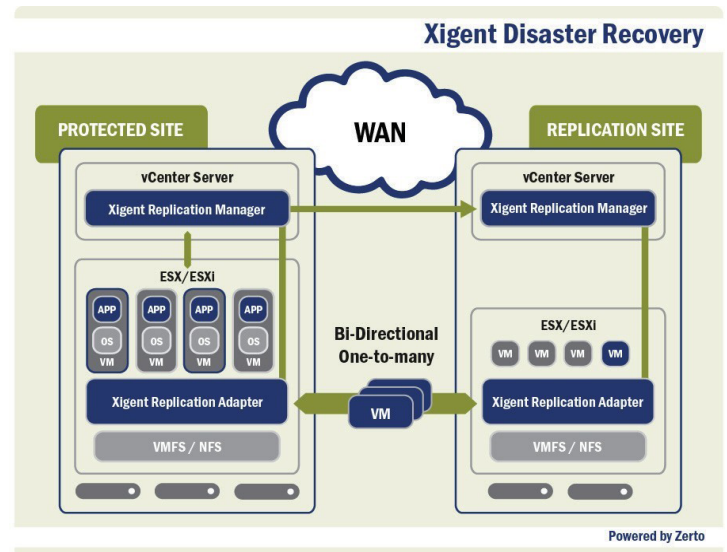 Xigent Disaster Recovery
WAN
PROTECTED SITE
vCenter Server
Xigent Replication Manager
ESX/ESXi
APP APP APP APP
OS OS OS OS
VM VM VM VM
Xigent Replication Adapter
VMFS / NFS
Bi-Directional
One-to-many
VM
REPLICATION SITE
vCenter Server
Xigent Replication Manager
ESX/ESXi
VM VM VM VM
Xigent Replication Adapter
VMFS / NFS
Powered by Zerto